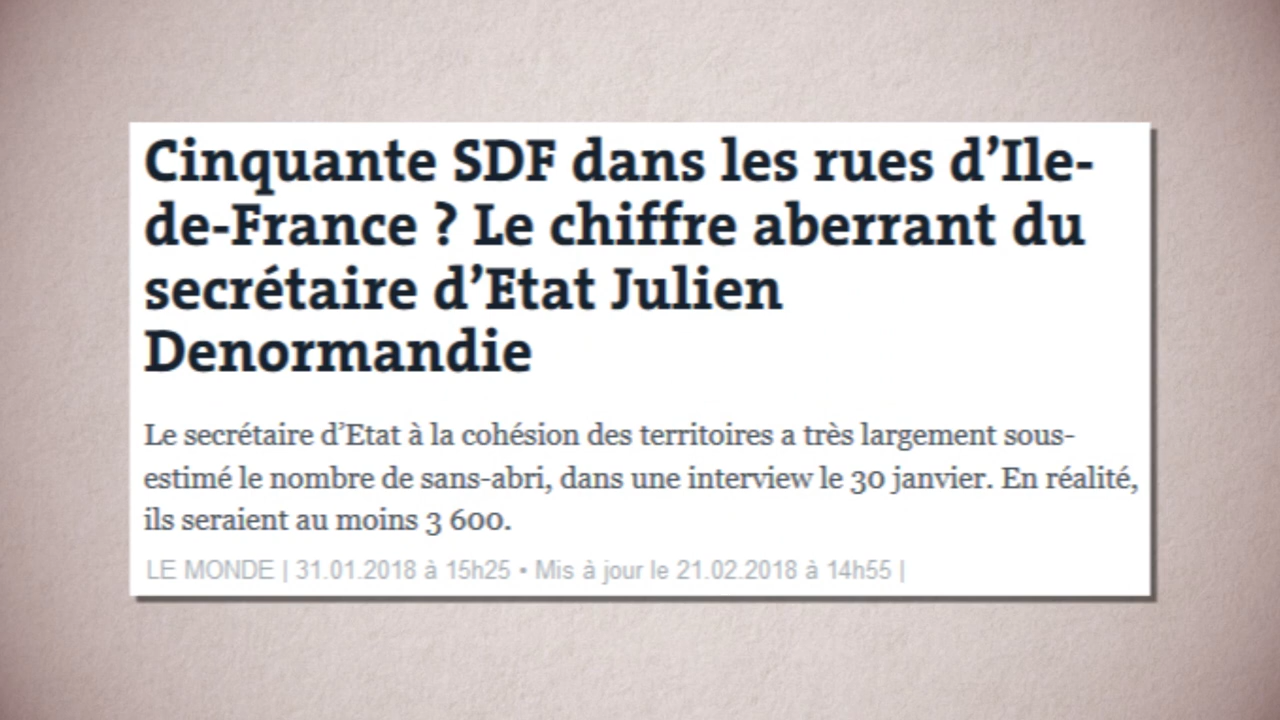 Cinquante SDF dans les rues d’Ile-
de-France ? Le chiffre aberrant du
secrétaire d’Etat Julien
Denormandie
Le secrétaire d’Etat à la cohésion des territoires a très largement sous-
estimé le nombre de sans-abri, dans une interview le 30 janvier. En réalité,
ils seraient au moins 3 600.
LE MONDE | 31.01.2018 à 15h25 • Mis à jour le 21.02.2018 à 14h55 |